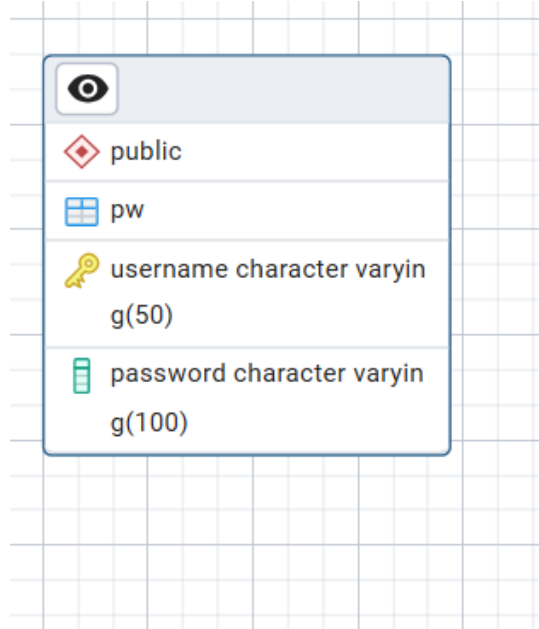 public
pw
username character varyin
g(50)
password character varyin
g(100)